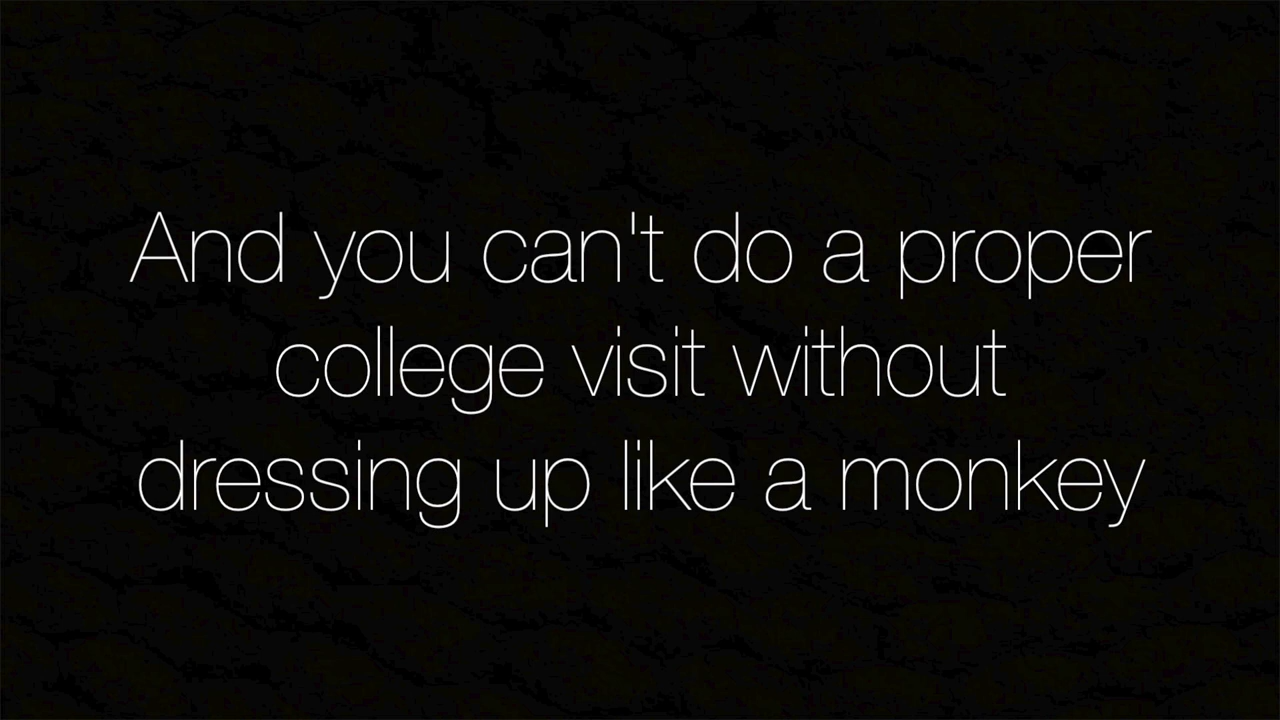 And you can't do a proper
college visit without
dressing up like a monkey